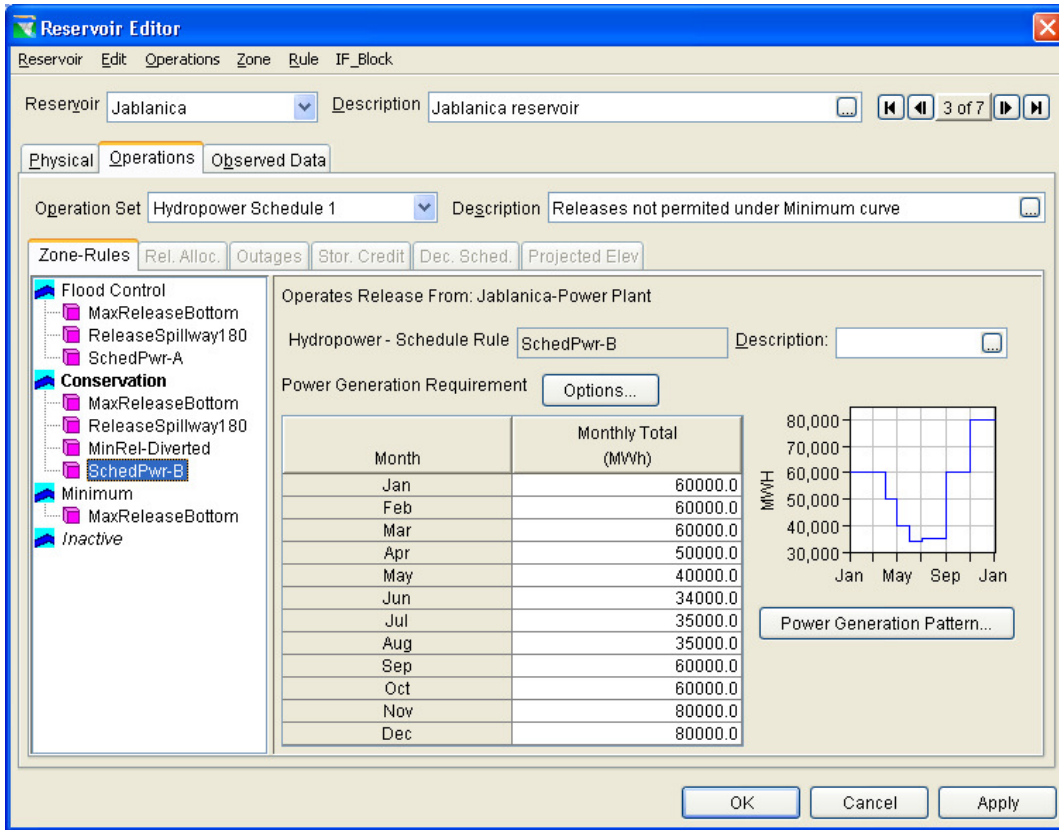 Reservoir Editor
Reservoir Edit Operations Zone Rule IF_Block
Reservoir Jablanica Description Jablanica reservoir ... 3 of 7
Physical Operations Observed Data
Operation Set Hydropower Schedule 1 Description Releases not permited under Minimum curve ...
Zone-Rules Rel. Alloc. Outages Stor. Credit Dec. Sched. Projected Elev
Flood Control
MaxReleaseBottom
ReleaseSpillway180
SchedPwr-A
Conservation
MaxReleaseBottom
ReleaseSpillway180
MinRel-Diverted
SchedPwr-B
Minimum
MaxReleaseBottom
Inactive
Operates Release From: Jablanica-Power Plant
Hydropower - Schedule Rule SchedPwr-B Description: ...
Power Generation Requirement Options...
Month Monthly Total (MWh)
Jan 60000.0
Feb 60000.0
Mar 60000.0
Apr 50000.0
May 40000.0
Jun 34000.0
Jul 35000.0
Aug 35000.0
Sep 60000.0
Oct 60000.0
Nov 80000.0
Dec 80000.0
MWH
80,000
70,000
60,000
50,000
40,000
30,000
Jan May Sep Jan
Power Generation Pattern...
OK Cancel Apply